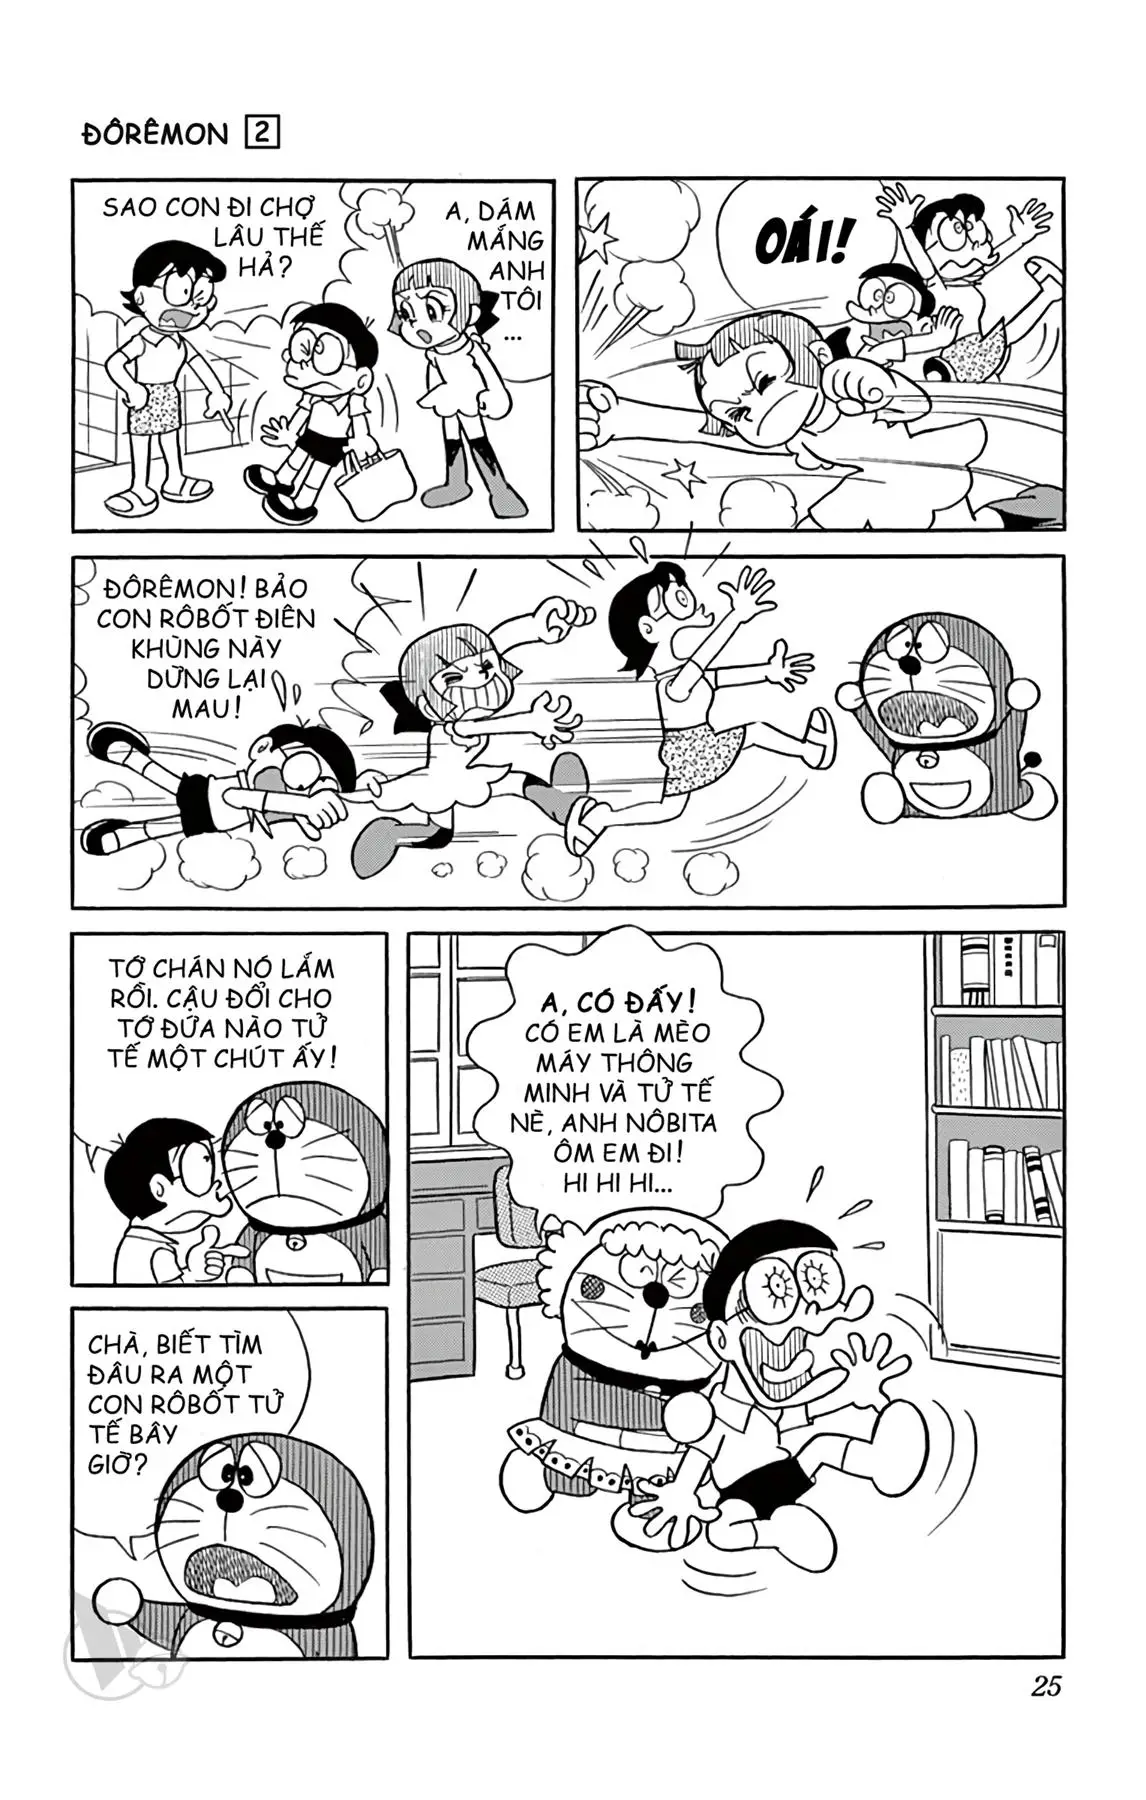 ĐÔRÊMON 2
SAO CON ĐI CHỢ
LÂU THẾ
HẢ?
A, DÁM
MẮNG
ANH
TÔI
...
OÁI!
ĐÔRÊMON! BẢO
CON RÔBỐT ĐIÊN
KHÙNG NÀY
DỪNG LẠI
MAU!
TỚ CHÁN NÓ LẮM
RỒI. CẬU ĐỔI CHO
TỚ ĐỨA NÀO TỬ
TẾ MỘT CHÚT ẤY!
A, CÓ ĐẤY!
CÓ EM LÀ MÈO
MÁY THÔNG
MINH VÀ TỬ TẾ
NÈ, ANH NÔBITA
ÔM EM ĐI!
HI HI HI...
CHÀ, BIẾT TÌM
ĐÂU RA MỘT
CON RÔBỐT TỬ
TẾ BÂY
GIỜ?
25